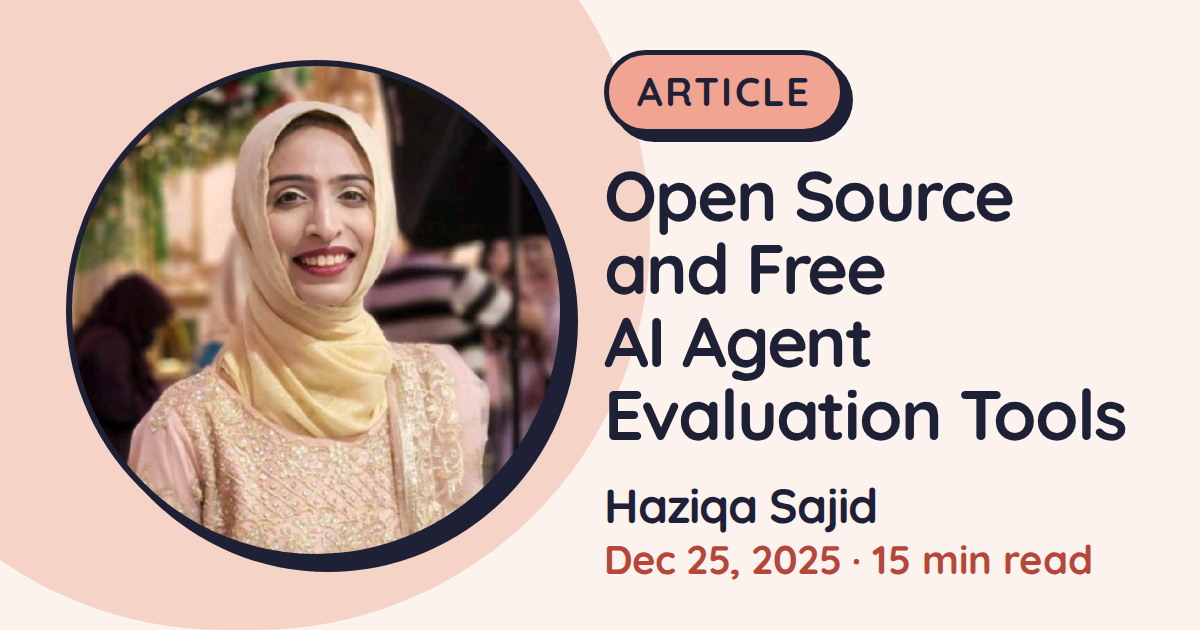 ARTICLE
Open Source
and Free
AI Agent
Evaluation Tools
Haziqa Sajid
Dec 25, 2025 · 15 min read